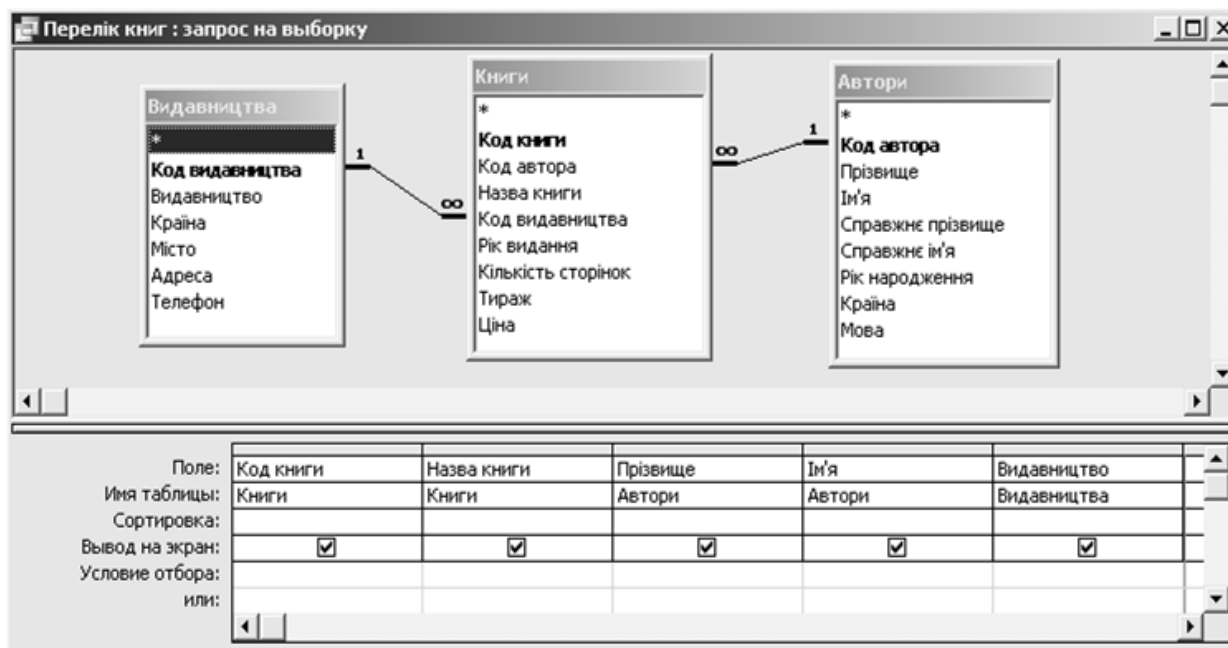 Перелік книг : запрос на выборку
Видавництва
*
Код видавництва
Видавництво
Країна
Місто
Адреса
Телефон
1
∞
Книги
*
Код книги
Код автора
Назва книги
Код видавництва
Рік видання
Кількість сторінок
Тираж
Ціна
∞
1
Автори
*
Код автора
Прізвище
Ім'я
Справжнє прізвище
Справжнє ім'я
Рік народження
Країна
Мова
Поле: Код книги Назва книги Прізвище Ім'я Видавництво
Имя таблицы: Книги Книги Автори Автори Видавництва
Сортировка:
Вывод на экран:
Условие отбора:
или: